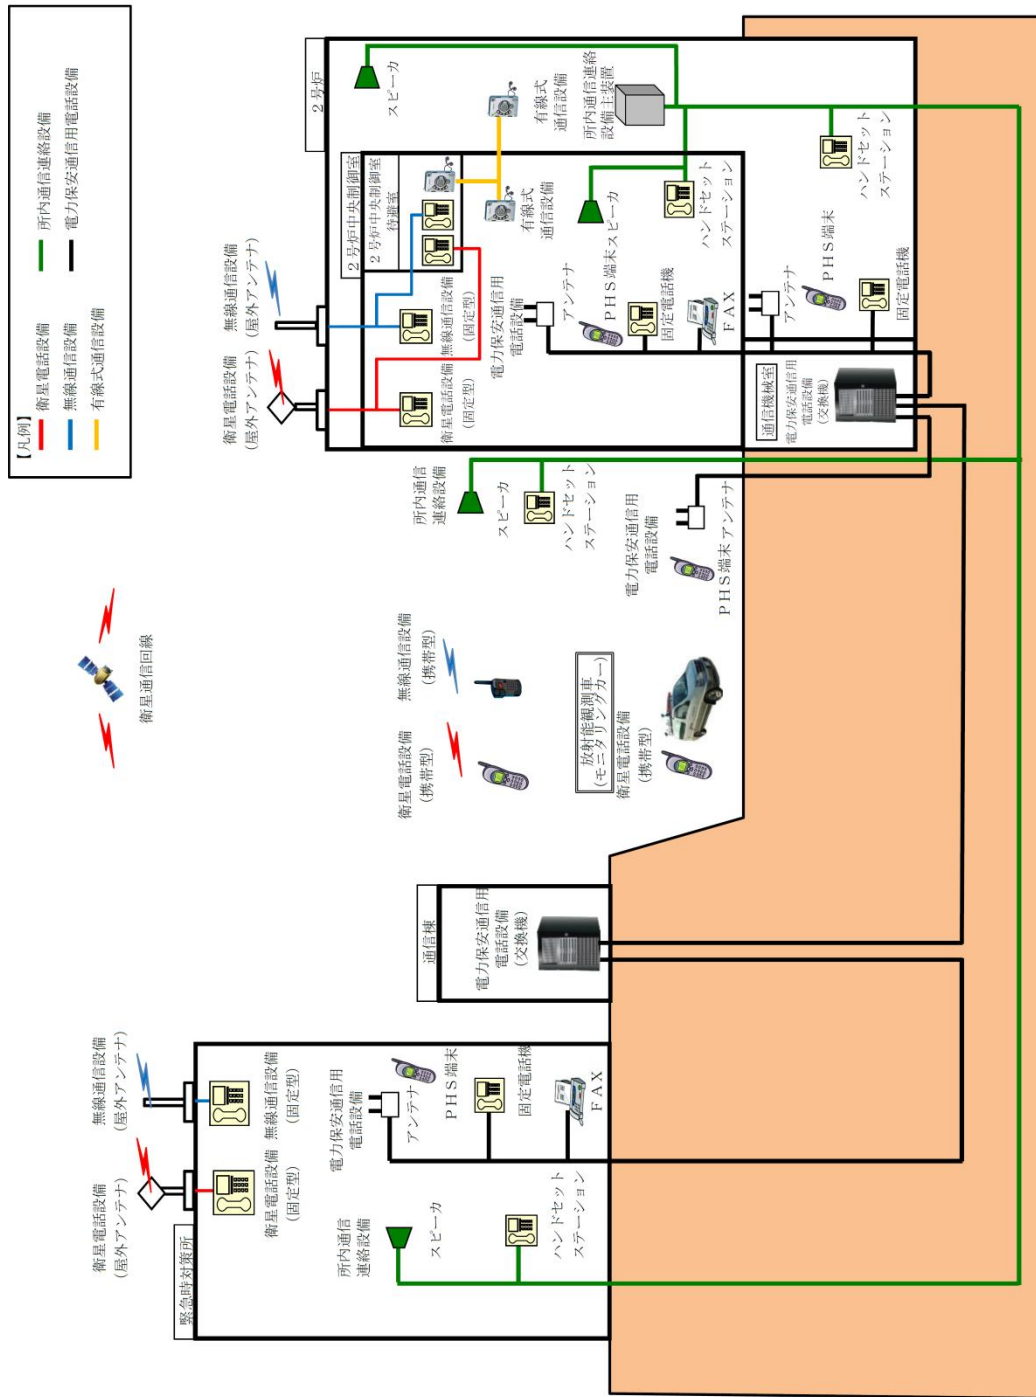 【凡例】
衛星電話設備
所内通信連絡設備
無線通信設備
電力保安通信用電話設備
有線式通信設備
衛星通信回線
緊急時対策所
衛星電話設備
(屋外アンテナ)
無線通信設備
(屋外アンテナ)
衛星電話設備
(固定型)
無線通信設備
(固定型)
所内通信
連絡設備
スピーカ
ハンドセット
ステーション
電力保安通信用
電話設備
アンテナ
PHS端末
固定電話機
FAX
通信棟
電力保安通信用
電話設備
(交換機)
衛星電話設備
(携帯型)
無線通信設備
(携帯型)
放射能観測車
(モニタリングカー)
衛星電話設備
(携帯型)
所内通信
連絡設備
スピーカ
ハンドセット
ステーション
電力保安通信用
電話設備
PHS端末
アンテナ
衛星電話設備
(屋外アンテナ)
無線通信設備
(屋外アンテナ)
2号炉
2号炉中央制御室
2号炉中央制御室
待避室
衛星電話設備
(固定型)
無線通信設備
(固定型)
有線式
通信設備
有線式
通信設備
スピーカ
所内通信連絡
設備主装置
電力保安通信用
電話設備
アンテナ
PHS端末
スピーカ
固定電話機
FAX
ハンドセット
ステーション
通信機械室
電力保安通信用
電話設備
(交換機)
アンテナ
PHS端末
固定電話機
ハンドセット
ステーション